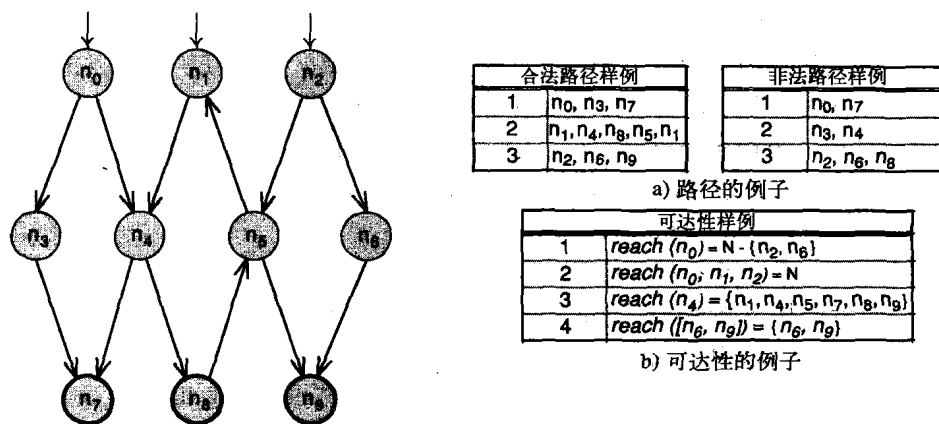 n₀
n₁
n₂
n₃
n₄
n₅
n₆
n₇
n₈
n₉
合法路径样例
1 n₀, n₃, n₇
2 n₁, n₄, n₈, n₅, n₁
3 n₂, n₆, n₉
非法路径样例
1 n₀, n₇
2 n₃, n₄
3 n₂, n₆, n₈
a) 路径的例子
可达性样例
1 reach (n₀) = N - {n₂, n₆}
2 reach (n₀, n₁, n₂) = N
3 reach (n₄) = {n₁, n₄, n₅, n₇, n₈, n₉}
4 reach ([n₆, n₉]) = {n₆, n₉}
b) 可达性的例子